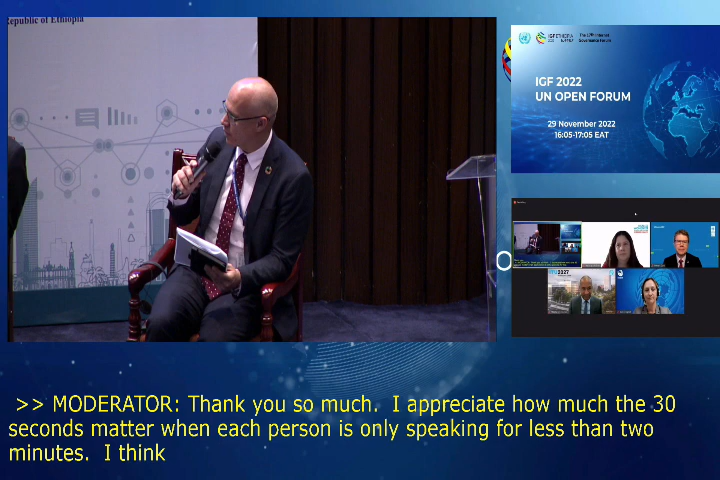 Republic of Ethiopia
IGF 2022
UN OPEN FORUM
29 November 2022
16:05-17:05 EAT
>> MODERATOR: Thank you so much.  I appreciate how much the 30
seconds matter when each person is only speaking for less than two
minutes.  I think